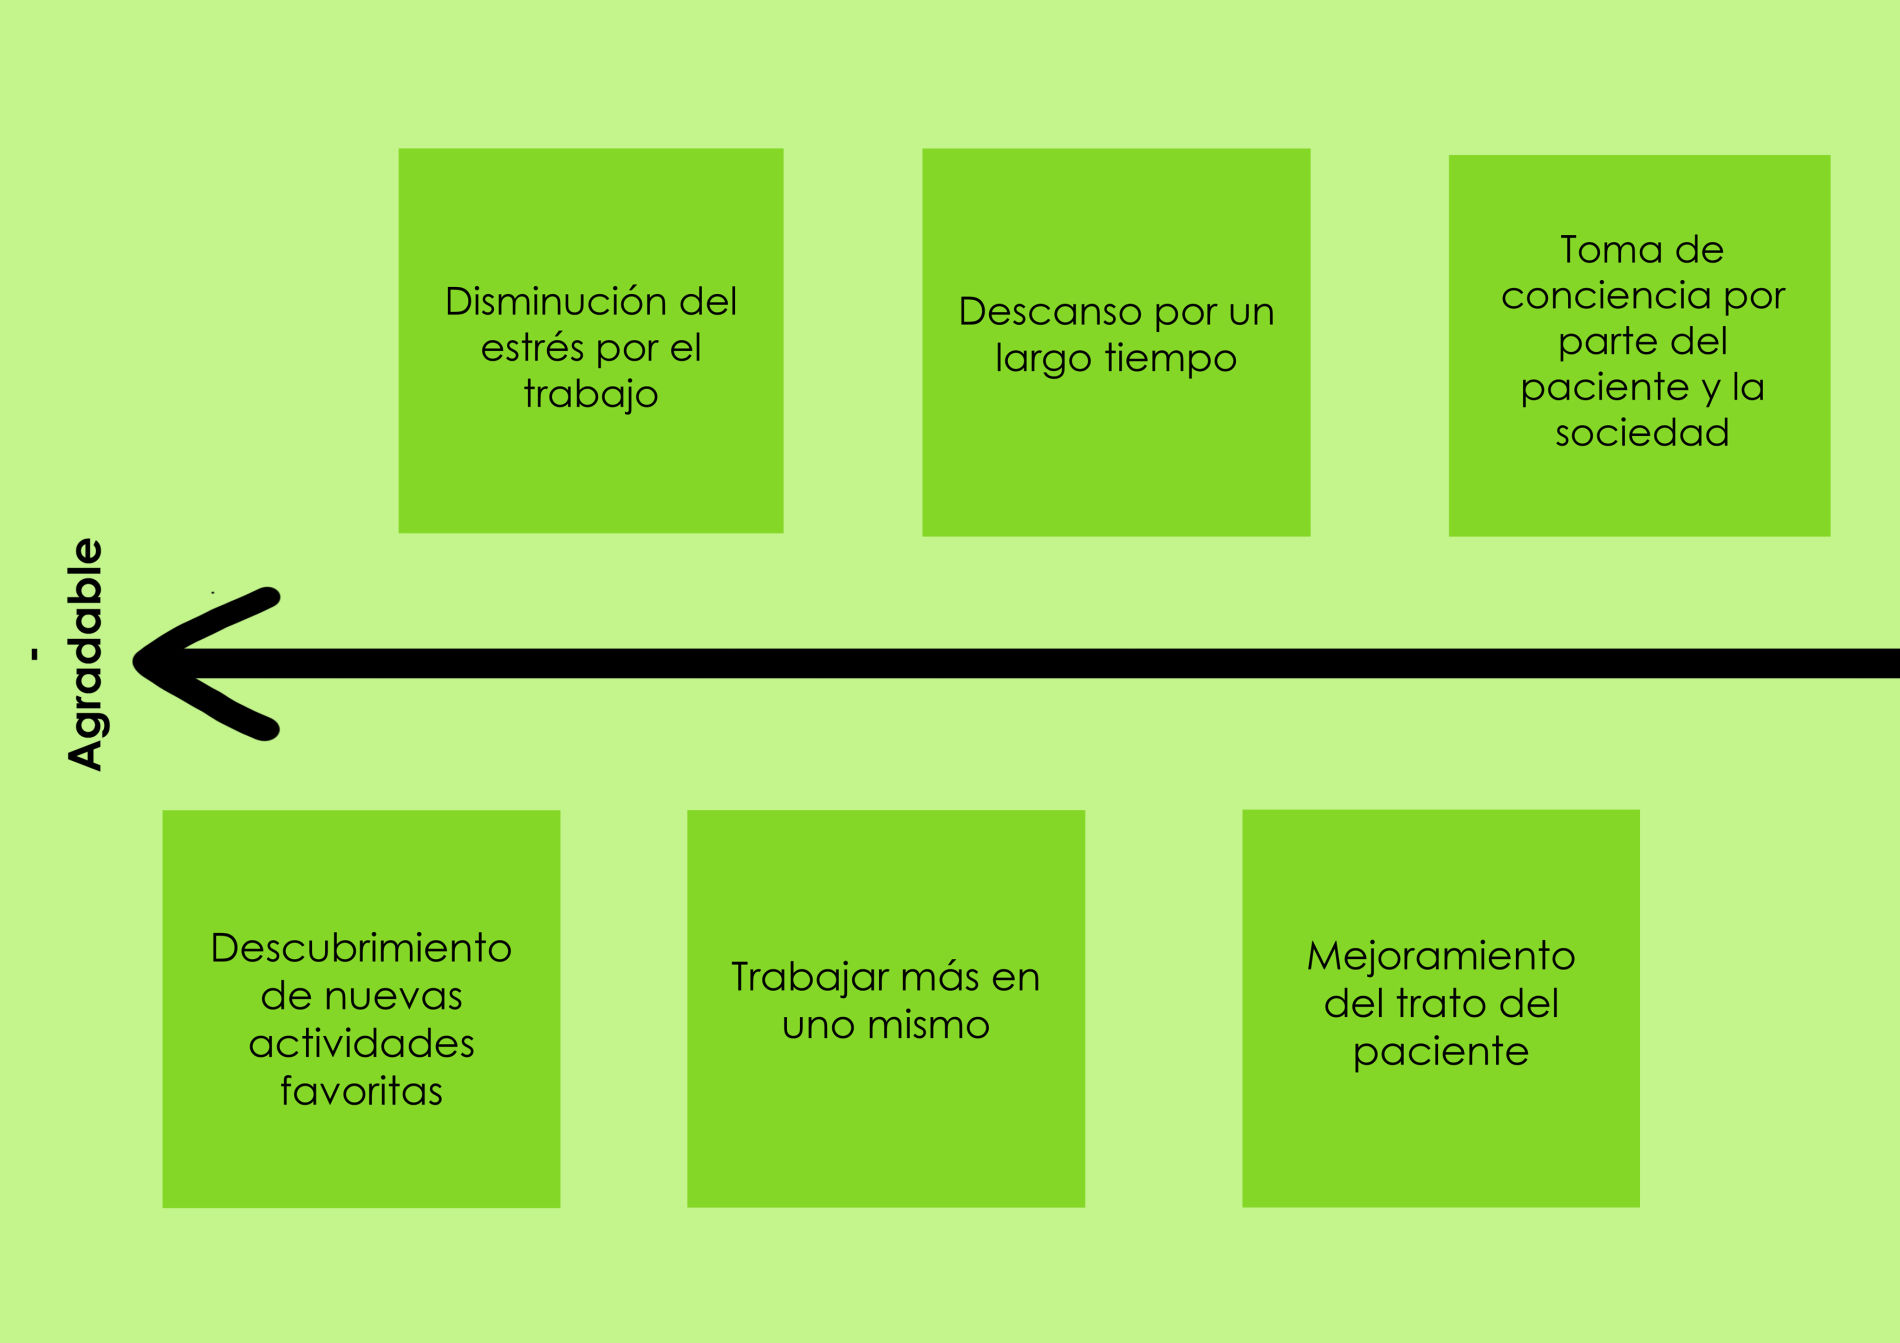 Disminución del
estrés por el
trabajo
Descanso por un
largo tiempo
Toma de
conciencia por
parte del
paciente y la
sociedad
-
Agradable
Descubrimiento
de nuevas
actividades
favoritas
Trabajar más en
uno mismo
Mejoramiento
del trato del
paciente